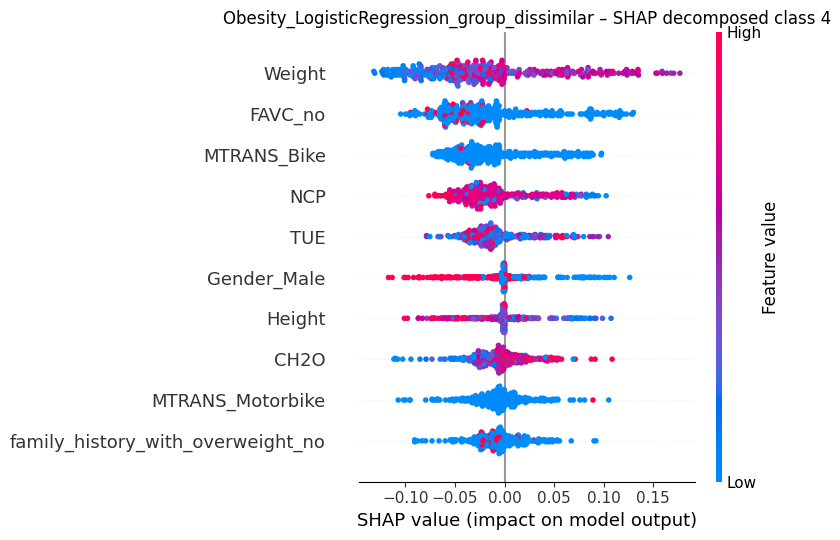 Obesity_LogisticRegression_group_dissimilar – SHAP decomposed class 4
High
Weight
FAVC_no
MTRANS_Bike
NCP
TUE
Gender_Male
Height
CH2O
MTRANS_Motorbike
family_history_with_overweight_no
Feature value
Low
−0.10 −0.05 0.00 0.05 0.10 0.15
SHAP value (impact on model output)